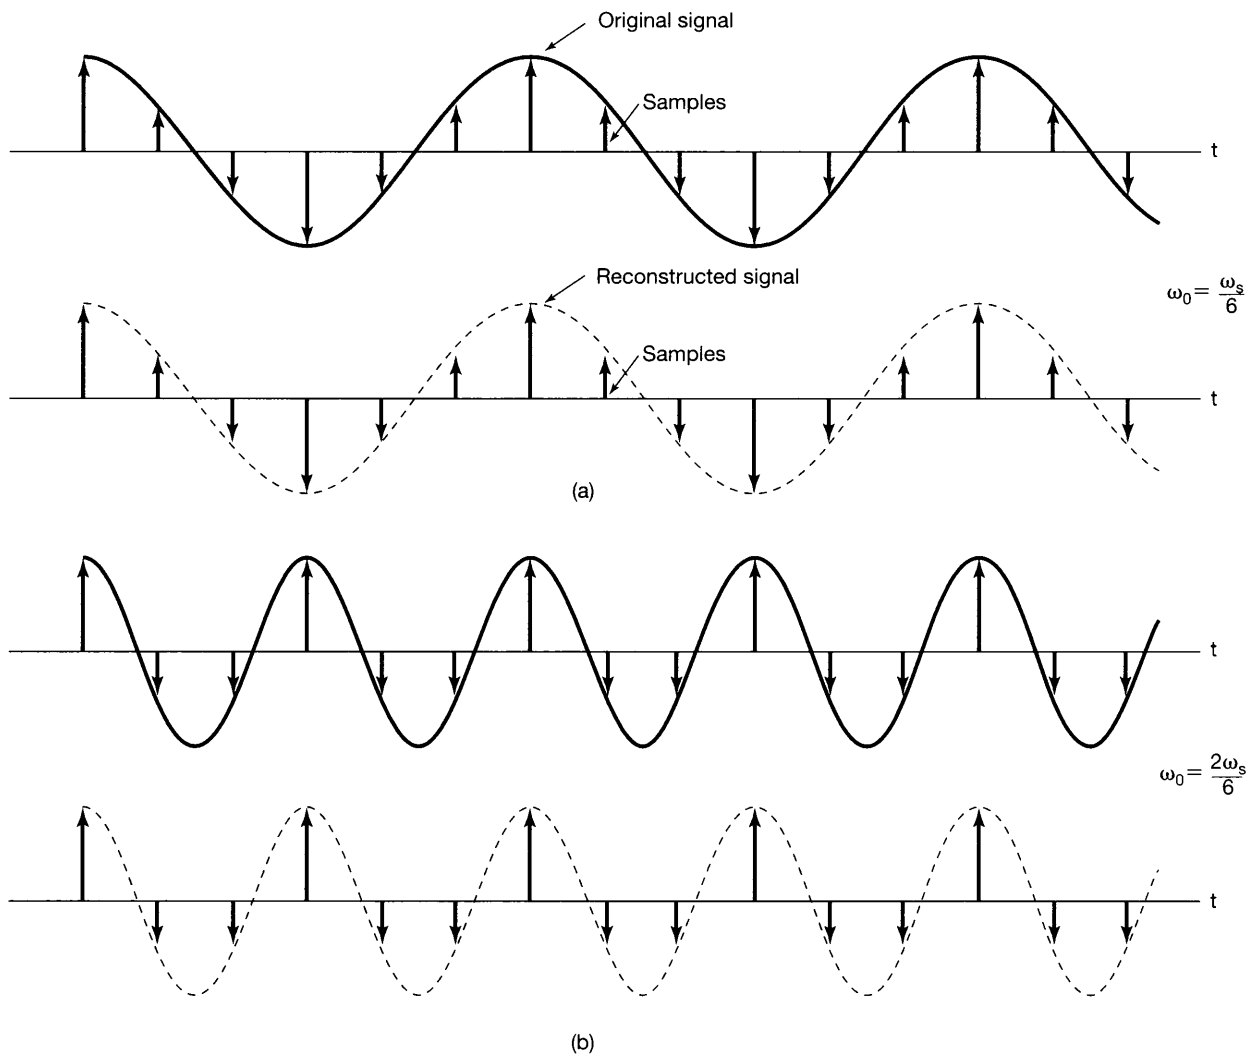 Original signal
Samples
t
Reconstructed signal
ω₀ = ωₛ/6
Samples
t
(a)
t
ω₀ = 2ωₛ/6
t
(b)